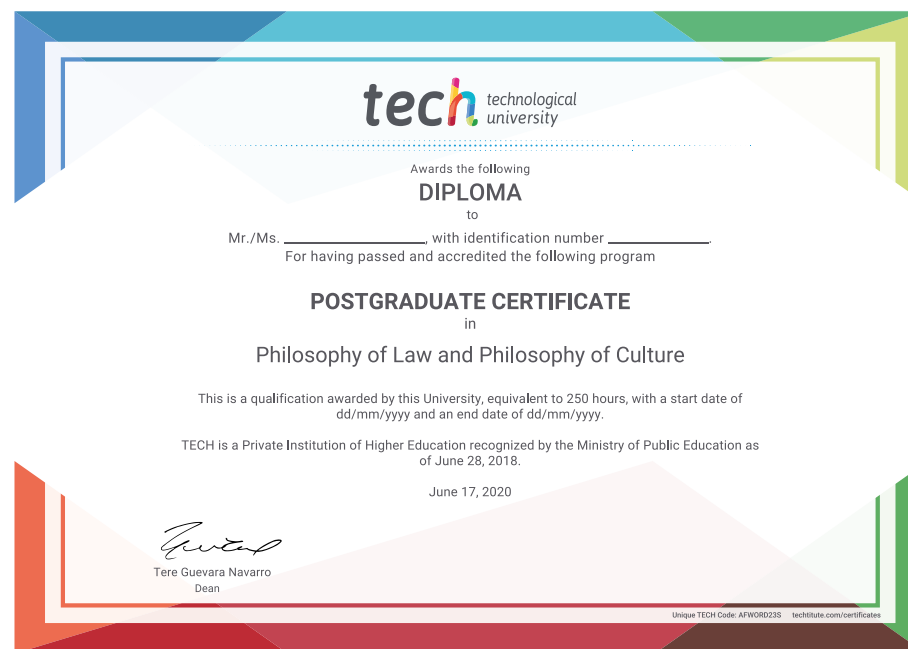 tech technological
university
Awards the following
DIPLOMA
to
Mr./Ms. ____________________, with identification number ______________.
For having passed and accredited the following program
POSTGRADUATE CERTIFICATE
in
Philosophy of Law and Philosophy of Culture
This is a qualification awarded by this University, equivalent to 250 hours, with a start date of
dd/mm/yyyy and an end date of dd/mm/yyyy.
TECH is a Private Institution of Higher Education recognized by the Ministry of Public Education as
of June 28, 2018.
June 17, 2020
Tere Guevara Navarro
Dean
Unique TECH Code: AFWORD23S techtitute.com/certificates